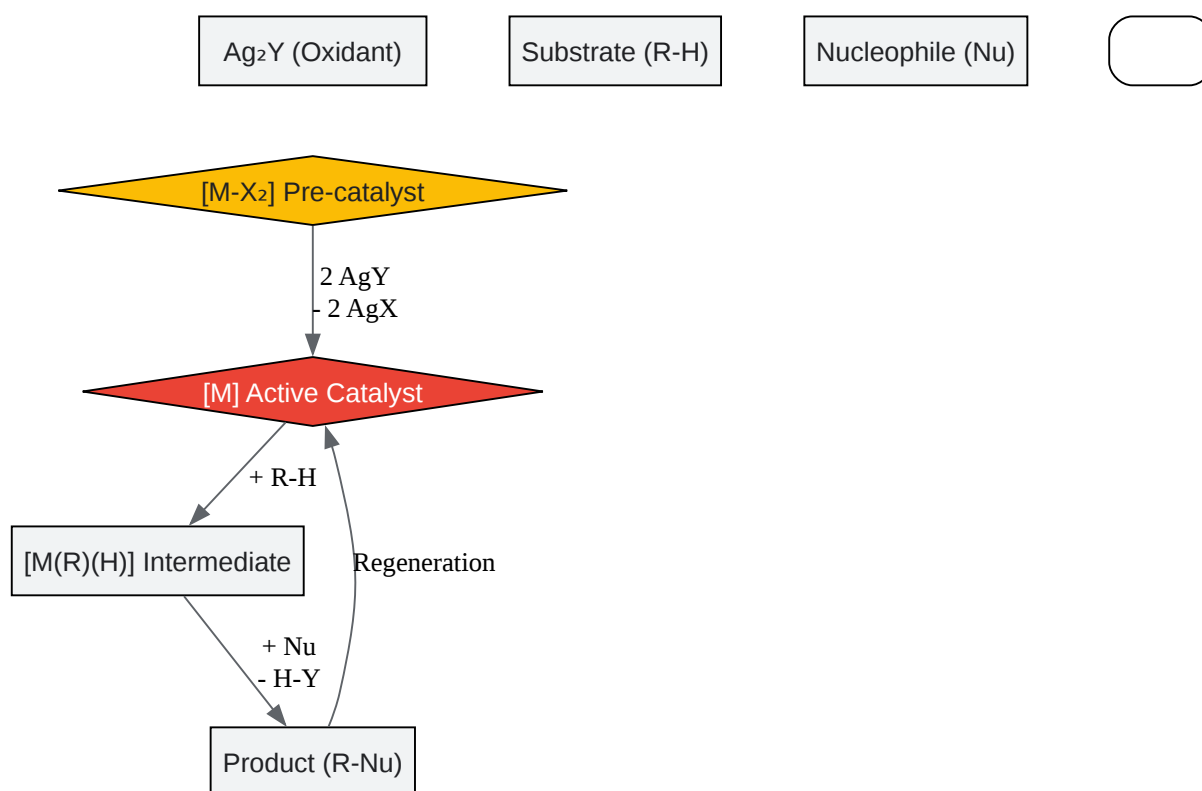 Ag₂Y (Oxidant)
Substrate (R-H)
Nucleophile (Nu)
[M-X₂] Pre-catalyst
2 AgY
- 2 AgX
[M] Active Catalyst
+ R-H
[M(R)(H)] Intermediate
Regeneration
+ Nu
- H-Y
Product (R-Nu)